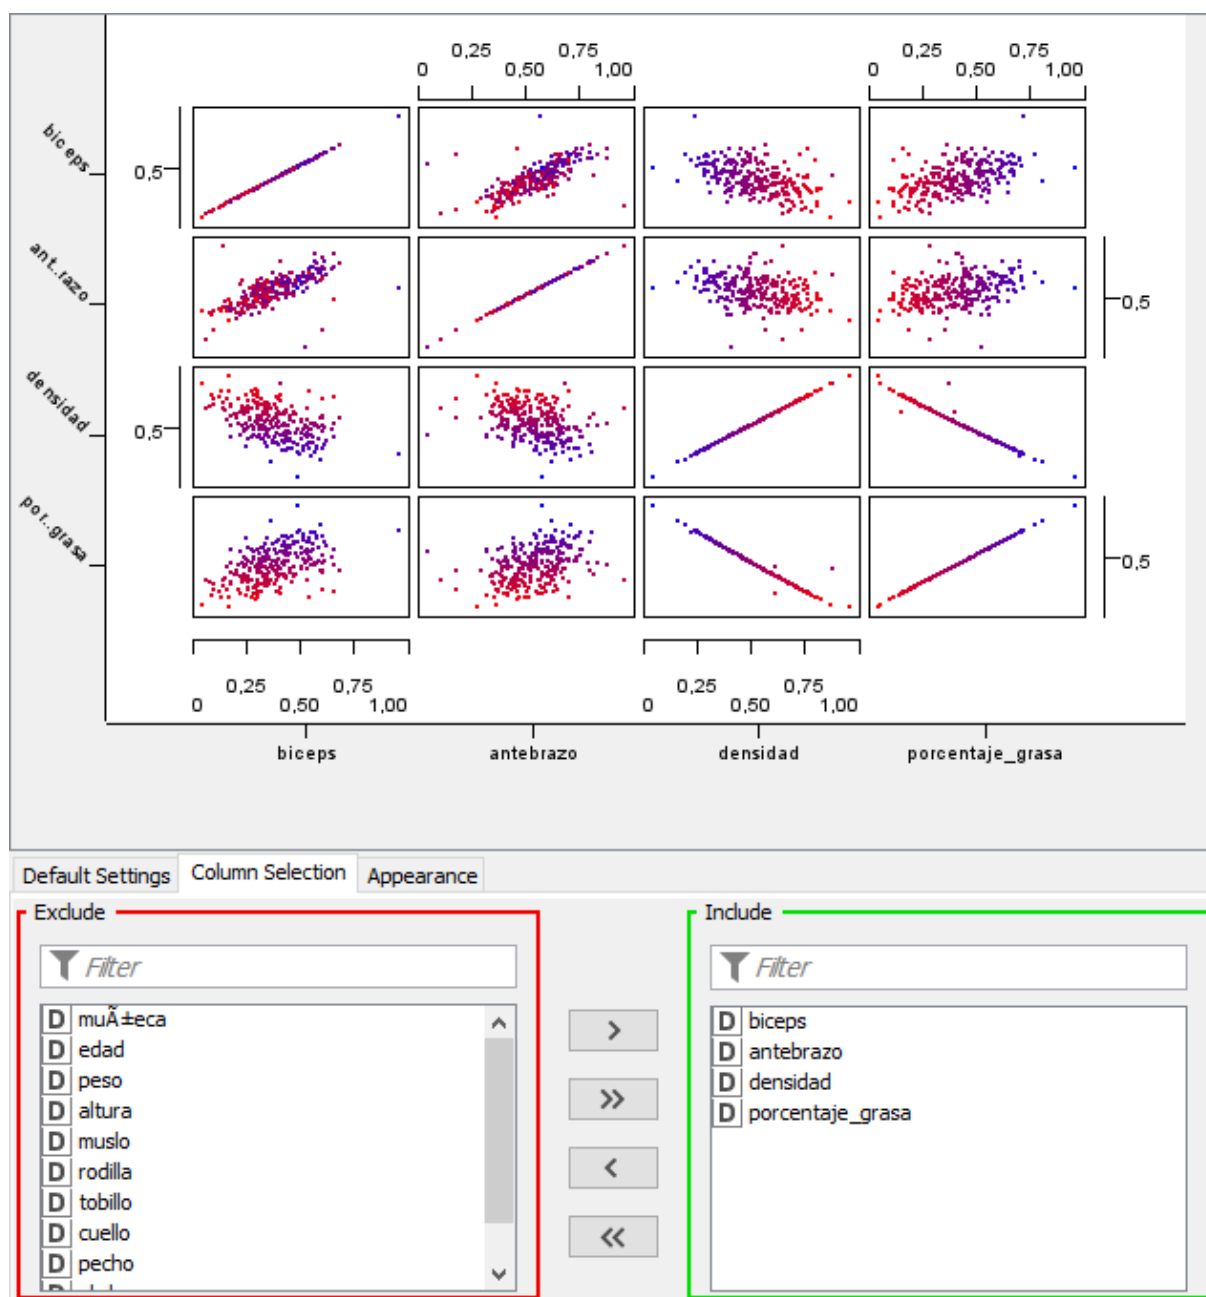 0,25 0,75
0 0,50 1,00
0,25 0,75
0 0,50 1,00
biceps
0,5
ant..razo
0,5
densidad
0,5
por..grasa
0,5
0,25 0,75
0 0,50 1,00
0,25 0,75
0 0,50 1,00
biceps antebrazo densidad porcentaje_grasa
Default Settings Column Selection Appearance
Exclude
Filter
D muÃ±eca
D edad
D peso
D altura
D muslo
D rodilla
D tobillo
D cuello
D pecho
>
>>
<
<<
Include
Filter
D biceps
D antebrazo
D densidad
D porcentaje_grasa